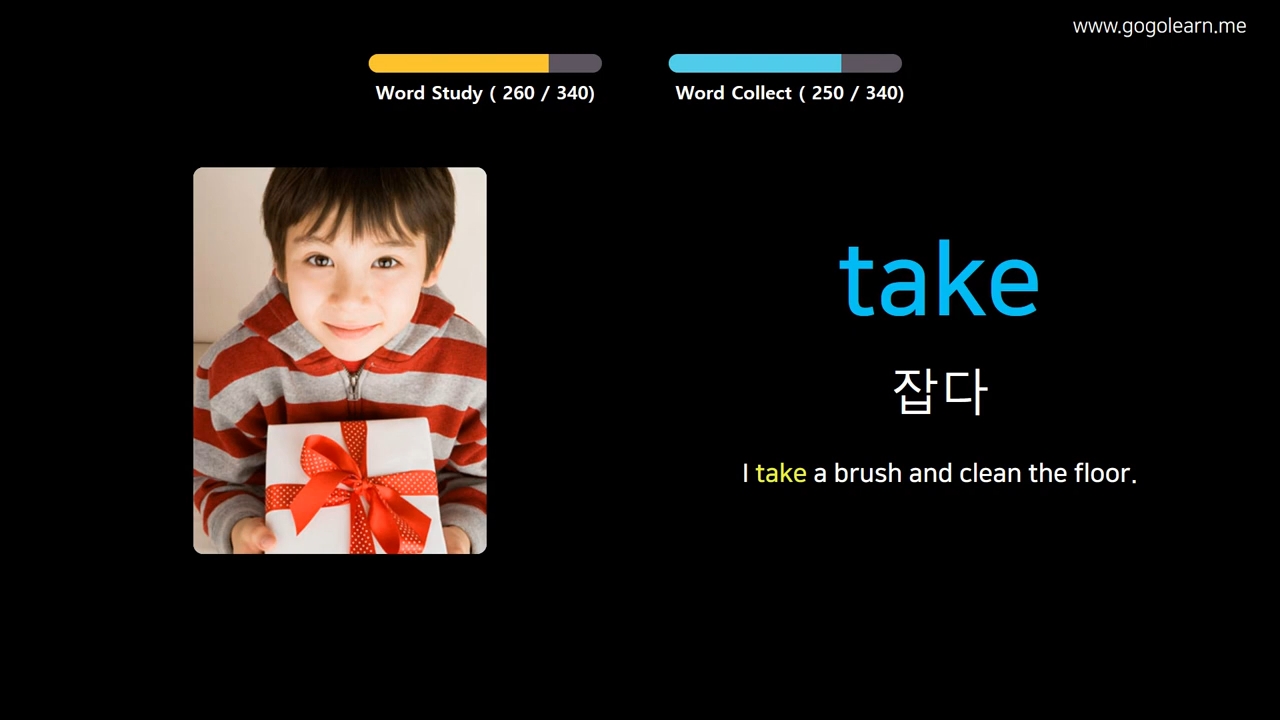 www.gogolearn.me
Word Study ( 260 / 340)
Word Collect ( 250 / 340)
take
잡다
I take a brush and clean the floor.